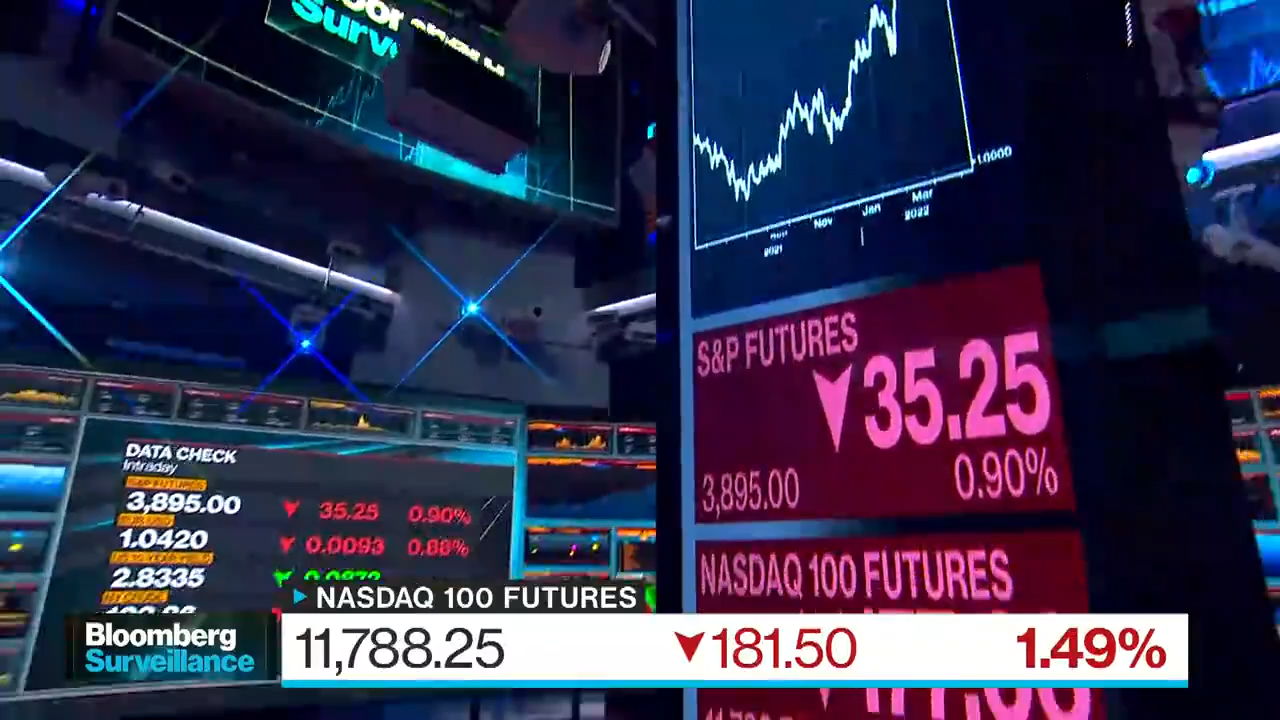 Surv
1.0000
Nov
Jan
Mar
2021
2022
S&P FUTURES
35.25
3,895.00
0.90%
NASDAQ 100 FUTURES
DATA CHECK
Intraday
S&P FUTURES
3,895.00 35.25 0.90%
1.0420 0.0093 0.88%
2.8335
NASDAQ 100 FUTURES
Bloomberg
Surveillance
11,788.25 181.50 1.49%